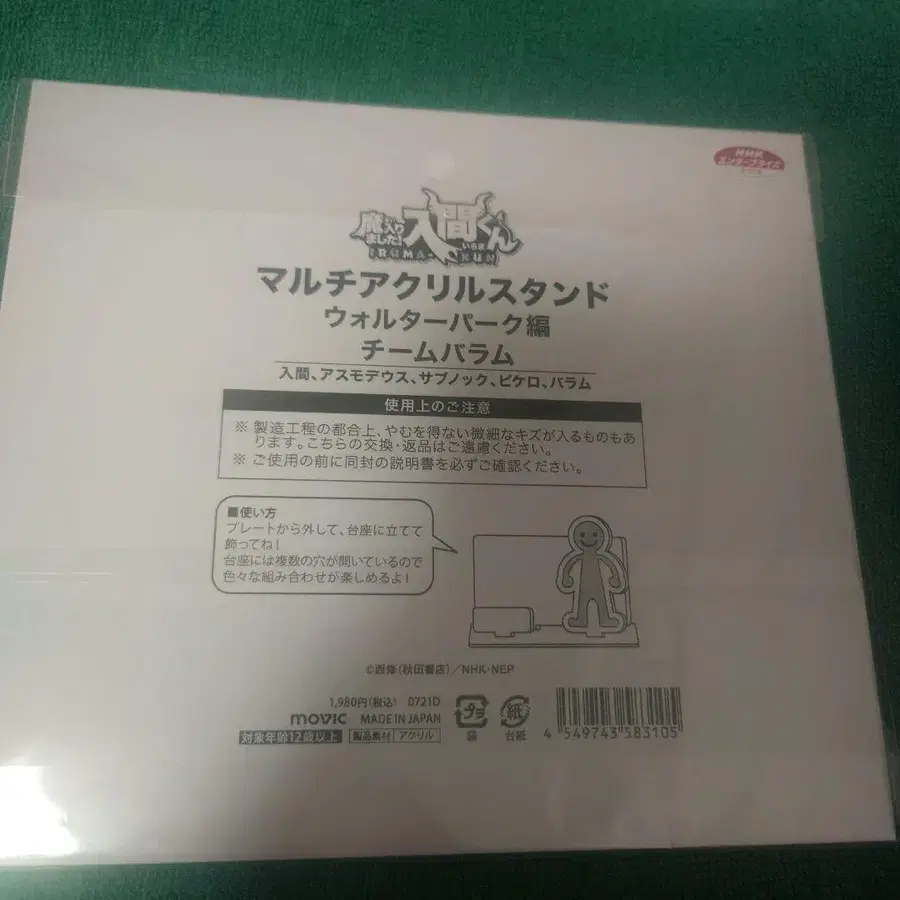 NHK
エンタープライズ
魔入りました!入間くん
いるま
IRUMA-KUN
マルチアクリルスタンド
ウォルターパーク編
チームバラム
入間、アスモデウス、サブノック、ピケロ、バラム
使用上のご注意
※ 製造工程の都合上、やむを得ない微細なキズが入るものもあ
ります。こちらの交換・返品はご遠慮ください。
※ ご使用の前に同封の説明書を必ずご確認ください。
■使い方
プレートから外して、台座に立てて
飾ってね!
台座には複数の穴が開いているので
色々な組み合わせが楽しめるよ!
©西修(秋田書店)/NHK・NEP
1,980円(税込) 0721D
movic MADE IN JAPAN
対象年齢12歳以上 製品素材 アクリル
プラ
袋
紙
台紙
4 549743 583105